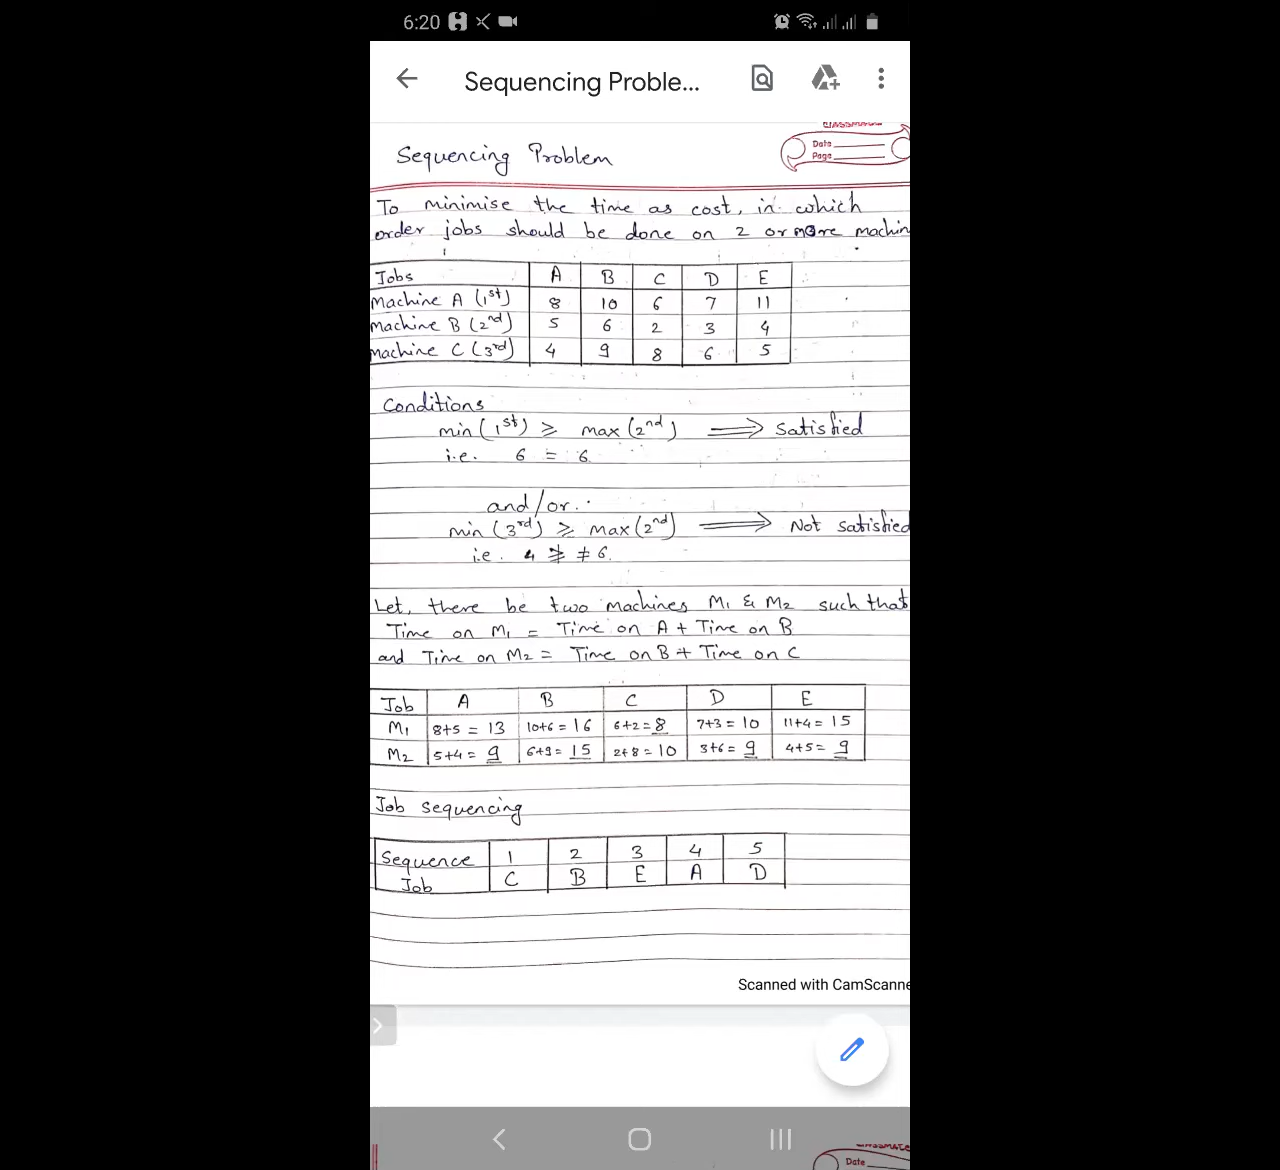 6:20
Sequencing Proble...
classmate
Date
Page
Sequencing Problem
To minimise the time as cost, in which
order jobs should be done on 2 or more machin
Jobs A B C D E
Machine A (1st) 8 10 6 7 11
Machine B (2nd) 5 6 2 3 4
Machine C (3rd) 4 9 8 6 5
Conditions
min (1st) ⩾ max (2nd) ⟹ satisfied
i.e. 6 = 6
and/or
min (3rd) ⩾ max (2nd) ⟹ Not satisfied
i.e. 4 ≱ ≠ 6.
Let, there be two machines M1 & M2 such that
Time on M1 = Time on A + Time on B
and Time on M2 = Time on B + Time on C
Job A B C D E
M1 8+5 = 13 10+6 = 16 6+2 = 8 7+3 = 10 11+4 = 15
M2 5+4 = 9 6+9 = 15 2+8 = 10 3+6 = 9 4+5 = 9
Job sequencing
Sequence 1 2 3 4 5
Job C B E A D
Scanned with CamScanne
classmate
Date